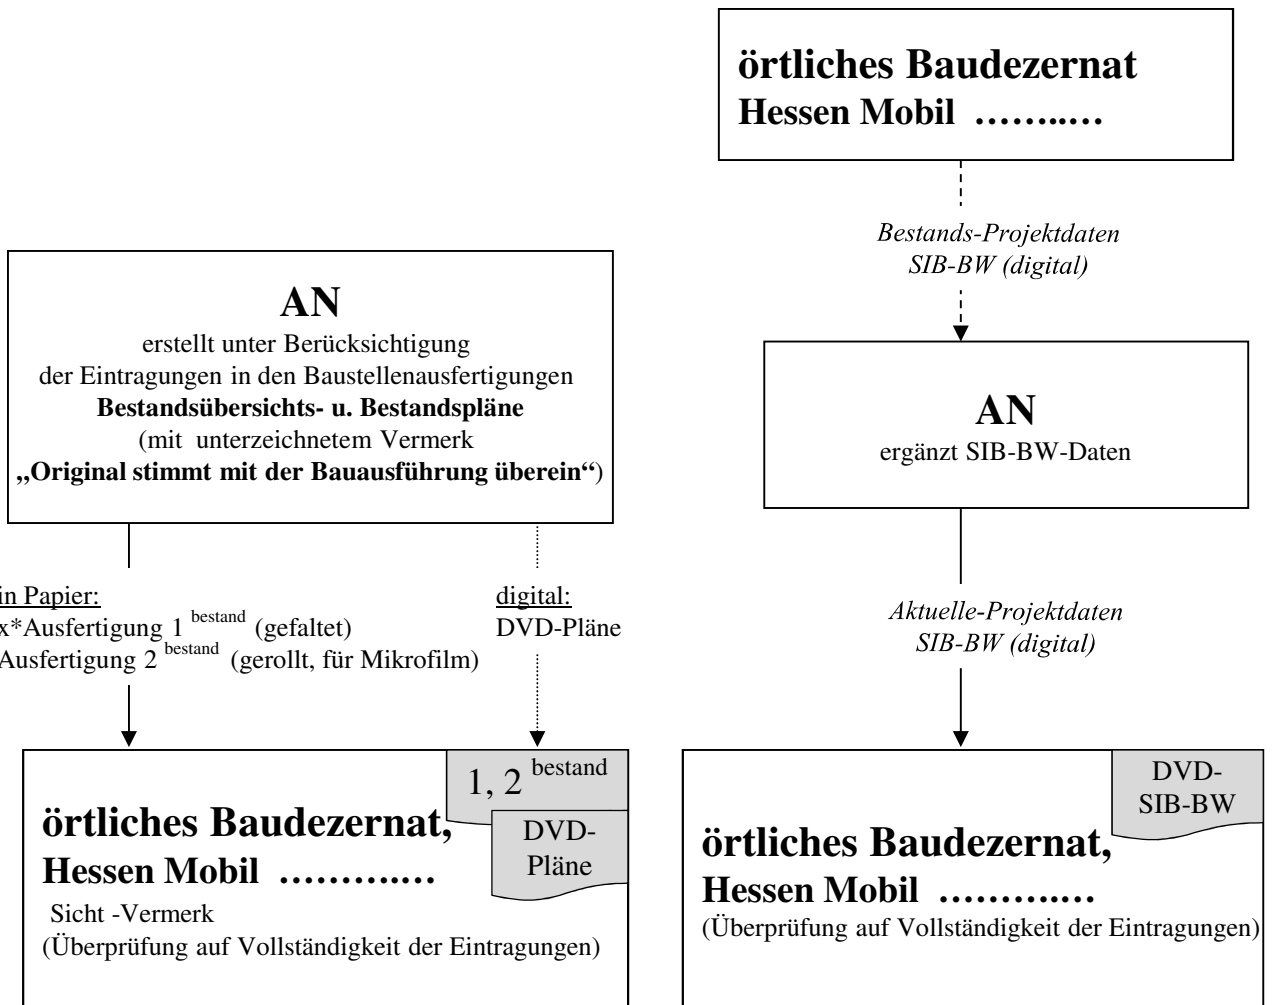 örtliches Baudezernat
Hessen Mobil ……..…
Bestands-Projektdaten
SIB-BW (digital)
AN
erstellt unter Berücksichtigung
der Eintragungen in den Baustellenausfertigungen
Bestandsübersichts- u. Bestandspläne
(mit unterzeichnetem Vermerk
„Original stimmt mit der Bauausführung überein“)
AN
ergänzt SIB-BW-Daten
in Papier:
x*Ausfertigung 1 bestand (gefaltet)
Ausfertigung 2 bestand (gerollt, für Mikrofilm)
digital:
DVD-Pläne
Aktuelle-Projektdaten
SIB-BW (digital)
1, 2 bestand
DVD-
Pläne
örtliches Baudezernat,
Hessen Mobil ………..…
Sicht -Vermerk
(Überprüfung auf Vollständigkeit der Eintragungen)
DVD-
SIB-BW
örtliches Baudezernat,
Hessen Mobil ………..…
(Überprüfung auf Vollständigkeit der Eintragungen)